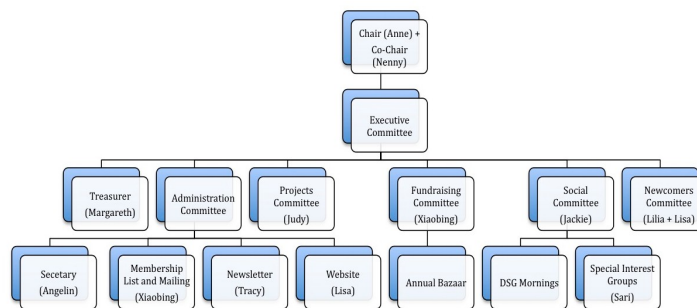 Chair (Anne) +
Co-Chair
(Nenny)
Executive
Committee
Treasurer
(Margareth)
Administration
Committee
Projects
Committee
(Judy)
Fundraising
Committee
(Xiaobing)
Social
Committee
(Jackie)
Newcomers
Committee
(Lilia + Lisa)
Secetary
(Angelin)
Membership
List and Mailing
(Xiaobing)
Newsletter
(Tracy)
Website
(Lisa)
Annual Bazaar
DSG Mornings
Special Interest
Groups
(Sari)